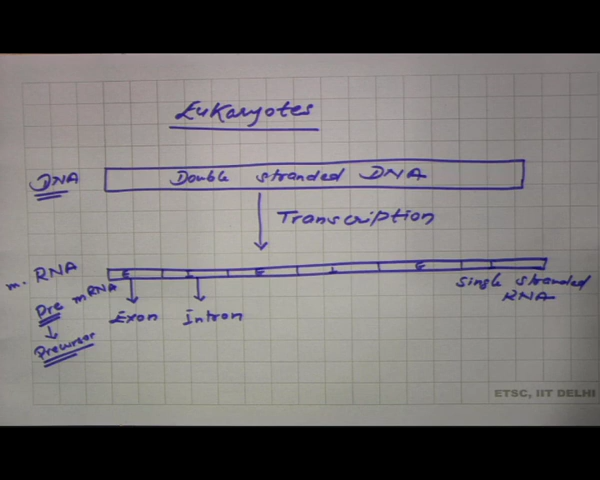 Eukaryotes
DNA
Double stranded DNA
Transcription
m. RNA
E I E I E
Pre mRNA
Exon Intron
Single stranded
RNA
Precursor
ETSC, IIT DELHI